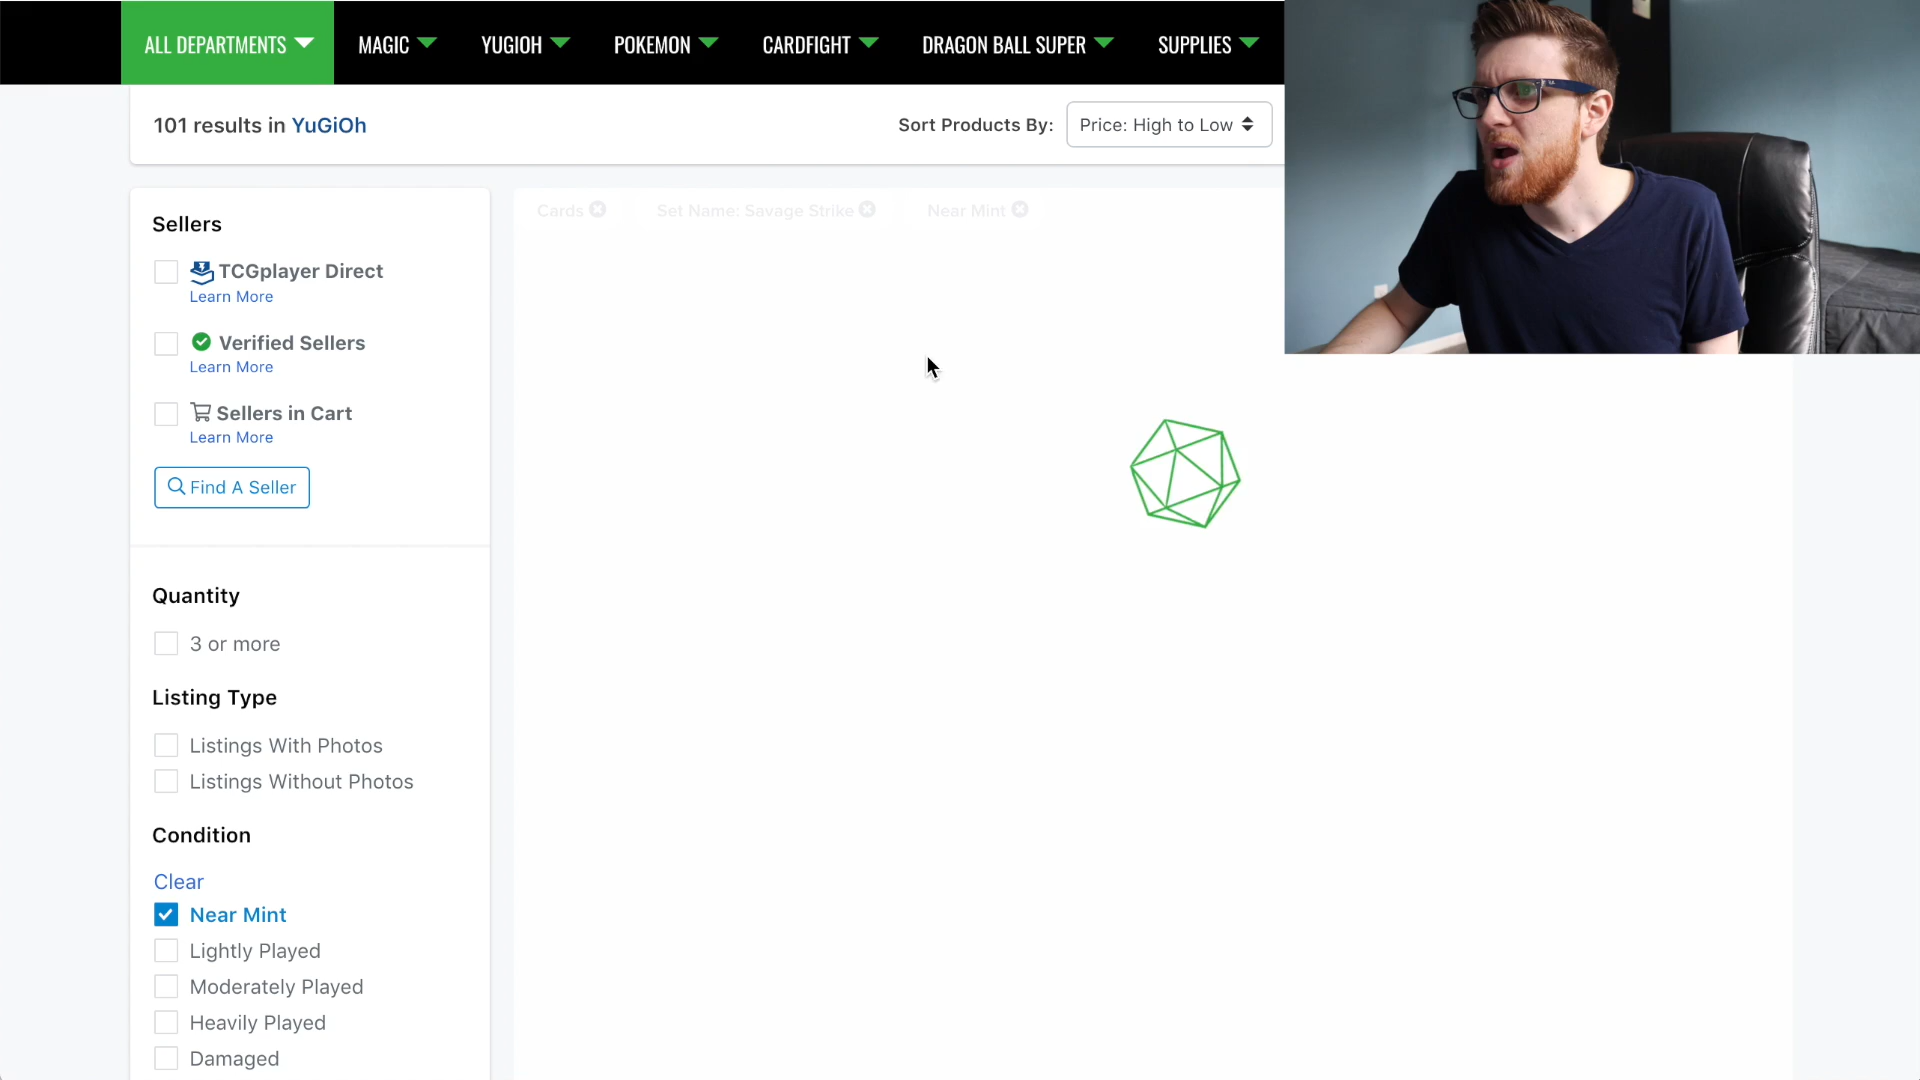 ALL DEPARTMENTS
MAGIC
YUGIOH
POKEMON
CARDFIGHT
DRAGON BALL SUPER
SUPPLIES
101 results in YuGiOh
Sort Products By:
Price: High to Low
Cards
Set Name: Savage Strike
Near Mint
Sellers
TCGplayer Direct
Learn More
Verified Sellers
Learn More
Sellers in Cart
Learn More
Find A Seller
Quantity
3 or more
Listing Type
Listings With Photos
Listings Without Photos
Condition
Clear
Near Mint
Lightly Played
Moderately Played
Heavily Played
Damaged